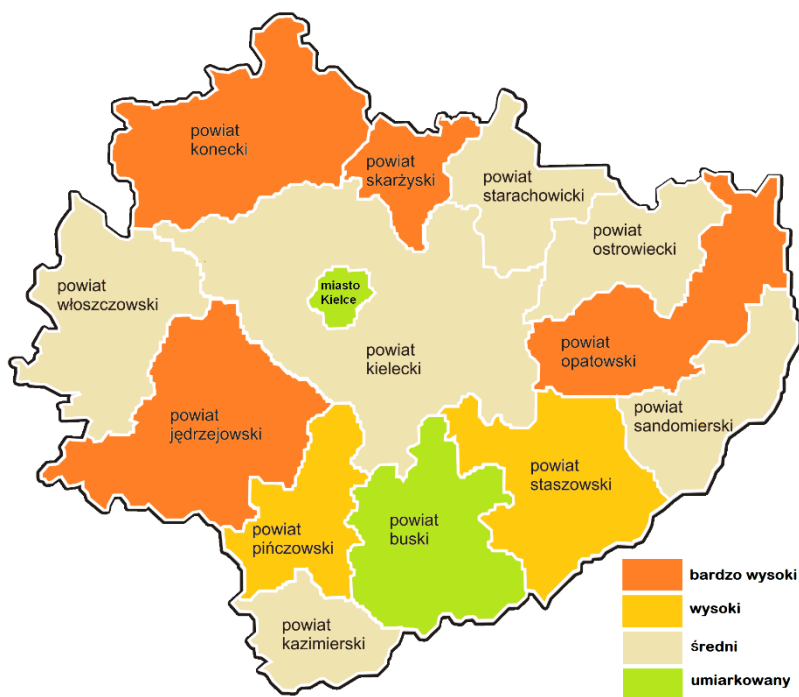 powiat
konecki
powiat
skarżyski
powiat
starachowicki
powiat
ostrowiecki
powiat
włoszczowski
miasto
Kielce
powiat
kielecki
powiat
opatowski
powiat
sandomierski
powiat
jędrzejowski
powiat
staszowski
powiat
pińczowski
powiat
buski
powiat
kazimierski
bardzo wysoki
wysoki
średni
umiarkowany